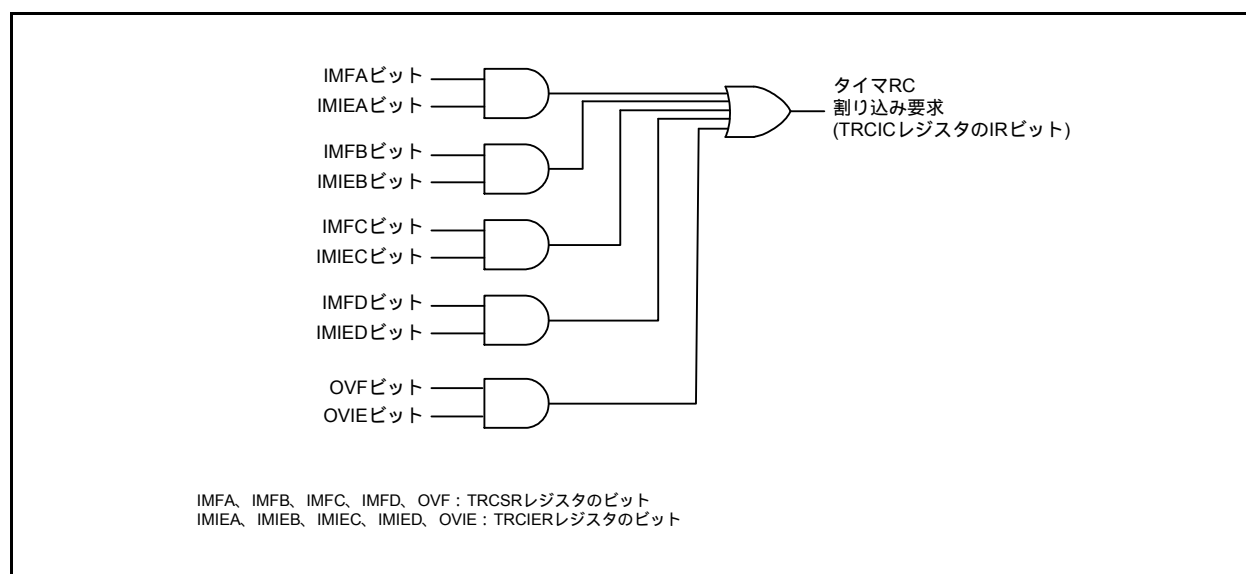 IMFAビット
IMIEAビット
IMFBビット
IMIEBビット
IMFCビット
IMIECビット
IMFDビット
IMIEDビット
OVFビット
OVIEビット
タイマRC
割り込み要求
(TRCICレジスタのIRビット)
IMFA、IMFB、IMFC、IMFD、OVF：TRCSRレジスタのビット
IMIEA、IMIEB、IMIEC、IMIED、OVIE：TRCIERレジスタのビット